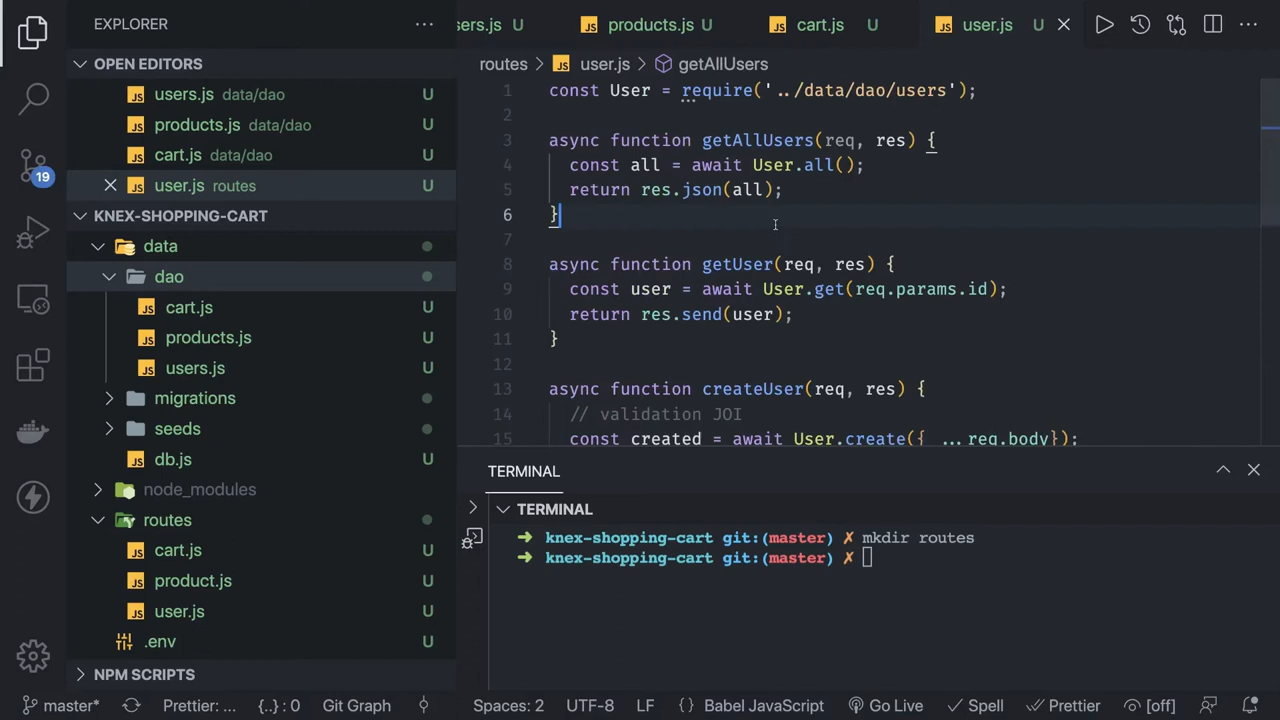 EXPLORER
OPEN EDITORS
users.js data/dao U
products.js data/dao U
cart.js data/dao U
user.js routes U
KNEX-SHOPPING-CART
data
dao
cart.js U
products.js U
users.js U
migrations
seeds
db.js U
node_modules
routes
cart.js U
product.js U
user.js U
.env U
NPM SCRIPTS
19
sers.js U products.js U cart.js U user.js U
routes > user.js > getAllUsers
1 const User = require('../data/dao/users');
2
3 async function getAllUsers(req, res) {
4 const all = await User.all();
5 return res.json(all);
6 }
7
8 async function getUser(req, res) {
9 const user = await User.get(req.params.id);
10 return res.send(user);
11 }
12
13 async function createUser(req, res) {
14 // validation JOI
15 const created = await User.create({ ...req.body});
TERMINAL
TERMINAL
➜ knex-shopping-cart git:(master) ✗ mkdir routes
➜ knex-shopping-cart git:(master) ✗
master* Prettier: ... {..} : 0 Git Graph Spaces: 2 UTF-8 LF {} Babel JavaScript Go Live Spell Prettier [off]